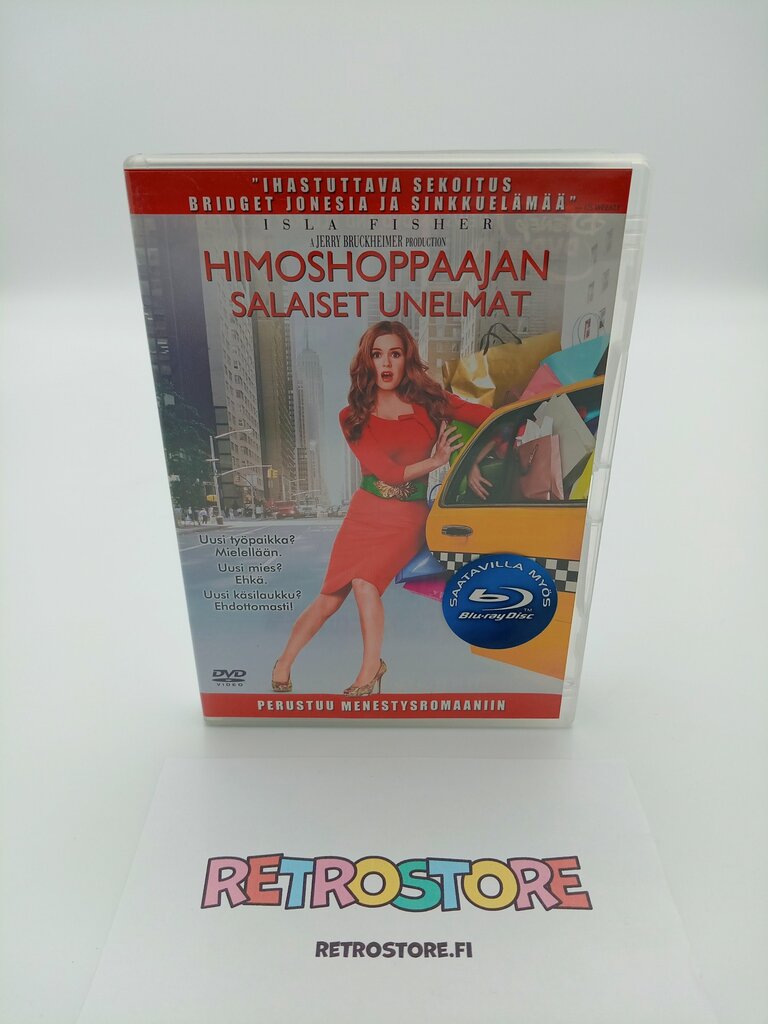 "IHASTUTTAVA SEKOITUS
BRIDGET JONESIA JA SINKKUELÄMÄÄ"
ISLA FISHER
A JERRY BRUCKHEIMER PRODUCTION
HIMOSHOPPAAJAN
SALAISET UNELMAT
Uusi työpaikka?
Mielellään.
Uusi mies?
Ehkä.
Uusi käsilaukku?
Ehdottomasti!
SAATAVILLA MYÖS
Blu-ray Disc™
DVD
VIDEO
PERUSTUU MENESTYSROMAANIIN
RETROSTORE
RETROSTORE.FI